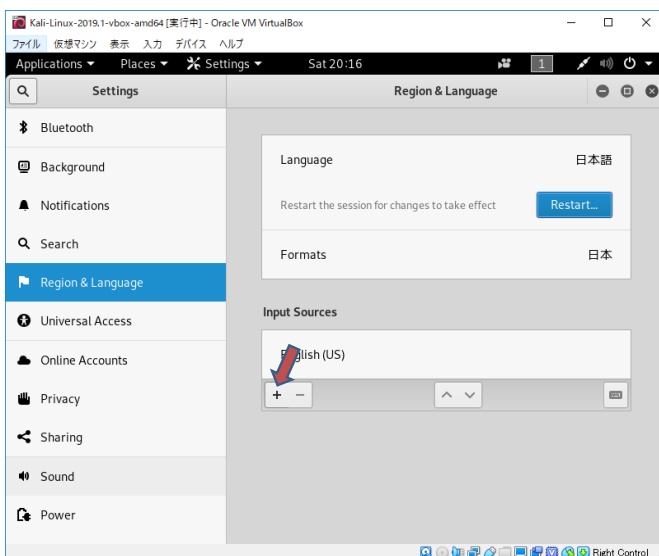 Kali-Linux-2019.1-vbox-amd64 [実行中] - Oracle VM VirtualBox
ファイル 仮想マシン 表示 入力 デバイス ヘルプ
Applications Places Settings Sat 20:16 1
Settings Region & Language
Bluetooth
Background
Notifications
Search
Region & Language
Universal Access
Online Accounts
Privacy
Sharing
Sound
Power
Language 日本語
Restart the session for changes to take effect Restart...
Formats 日本
Input Sources
English (US)
Right Control